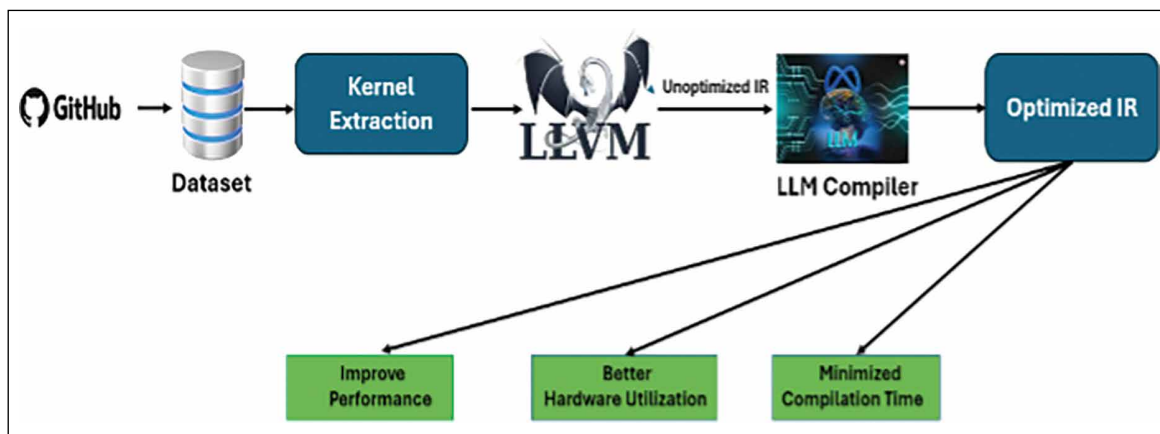 GitHub
Dataset
Kernel
Extraction
LLVM
Unoptimized IR
LLM
LLM Compiler
Optimized IR
Improve
Performance
Better
Hardware Utilization
Minimized
Compilation Time